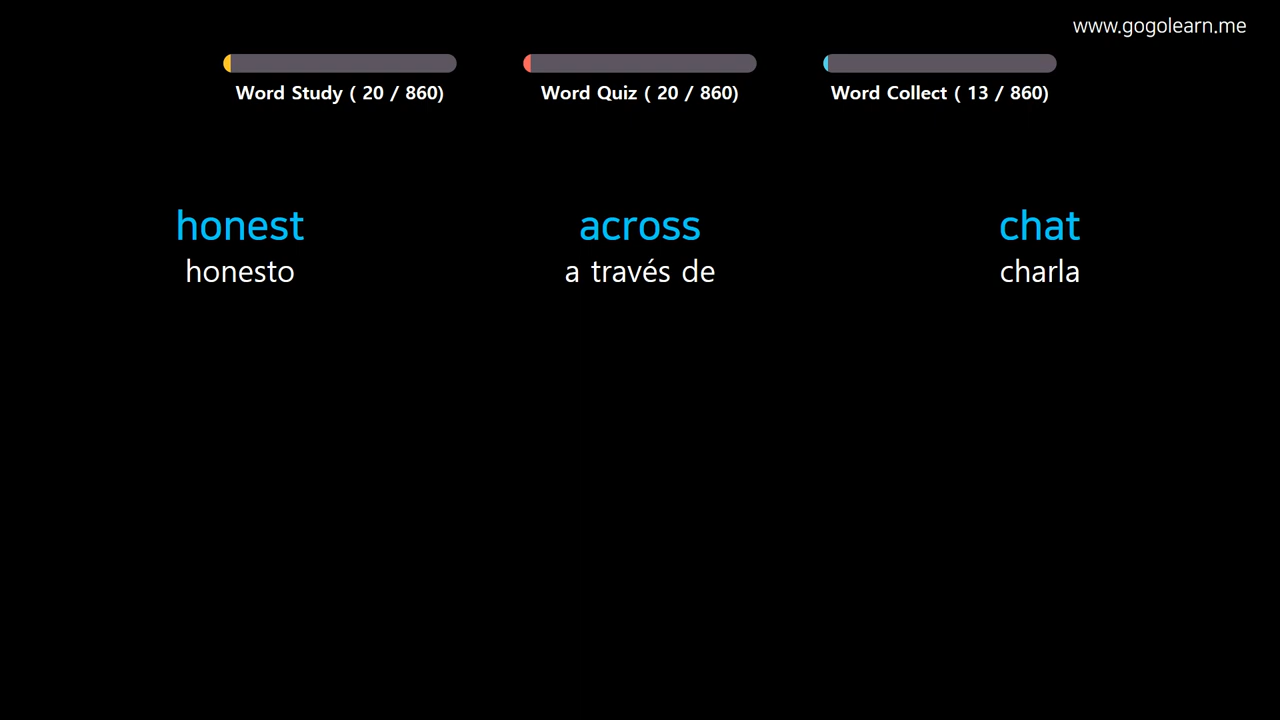 www.gogolearn.me
Word Study ( 20 / 860)
Word Quiz ( 20 / 860)
Word Collect ( 13 / 860)
honest
honesto
across
a través de
chat
charla